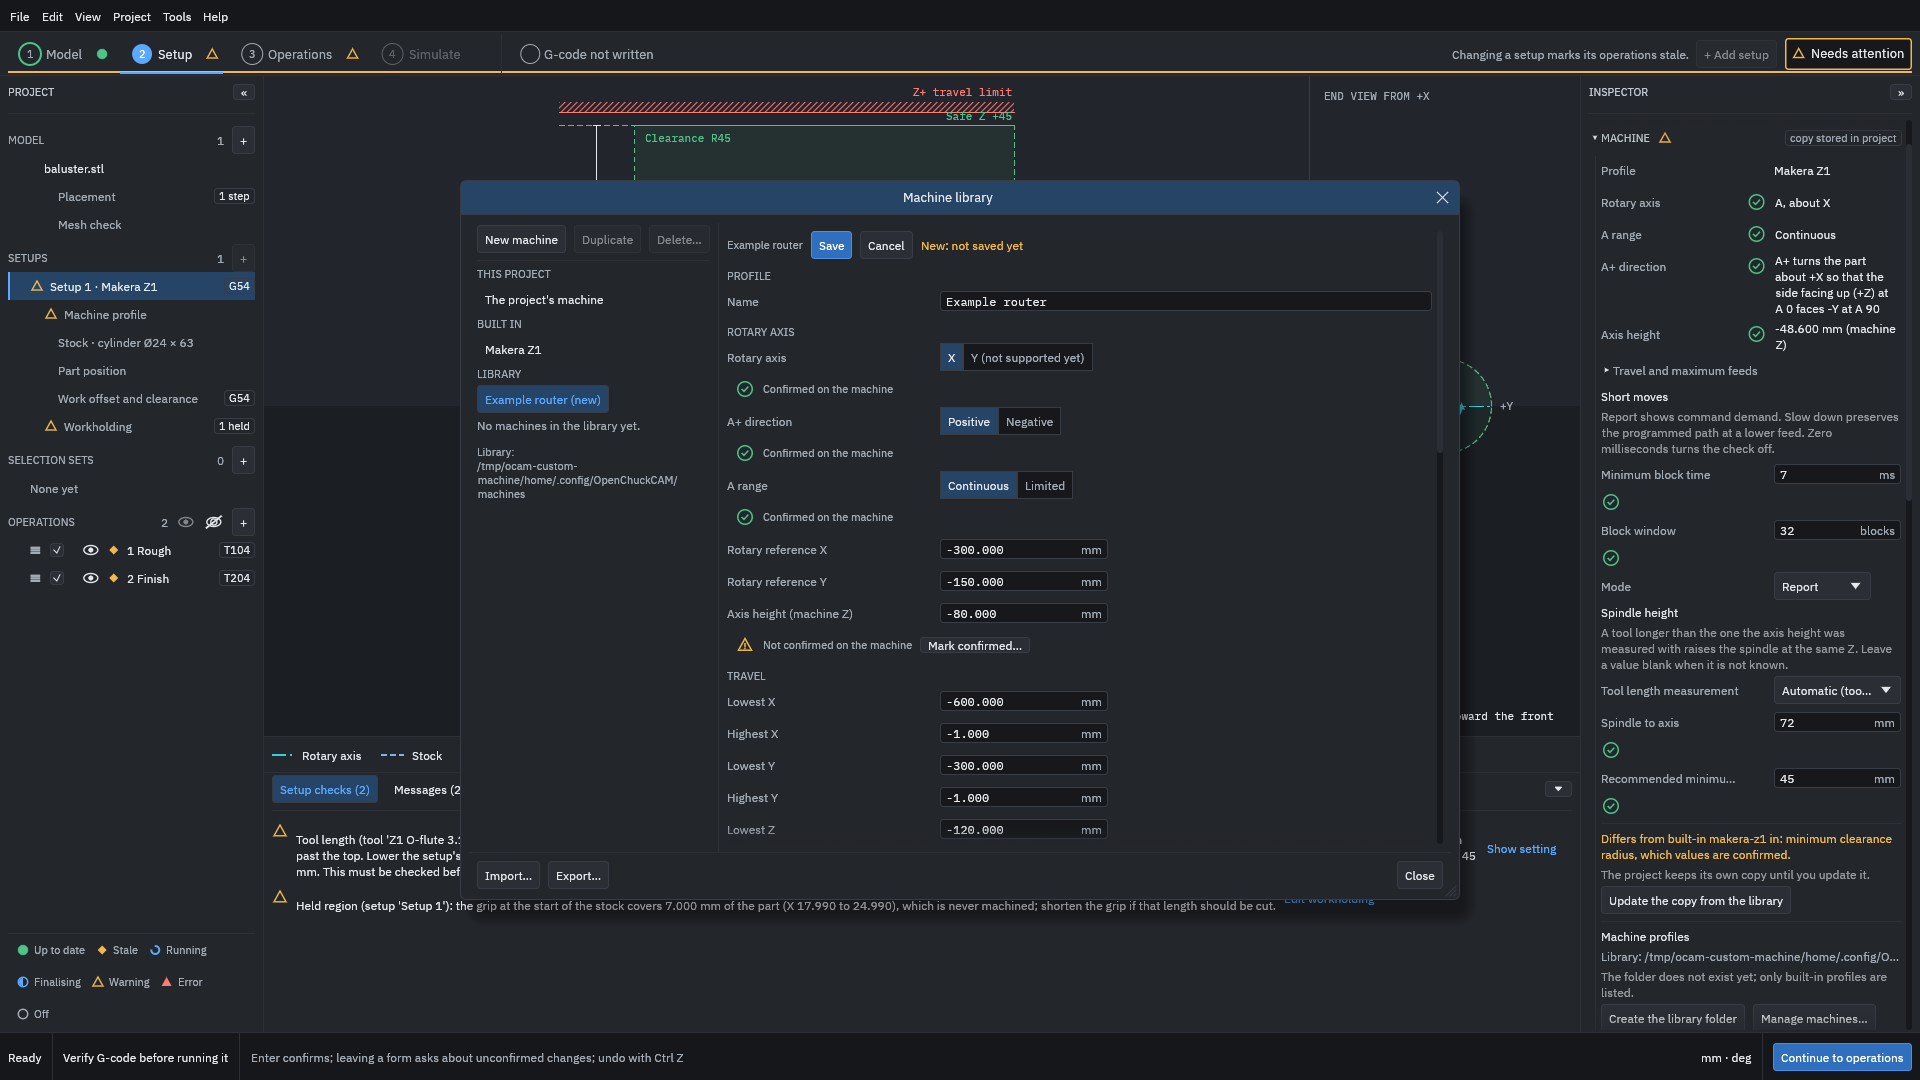 File Edit View Project Tools Help
1 Model 2 Setup 3 Operations 4 Simulate G-code not written
Changing a setup marks its operations stale. + Add setup Needs attention
PROJECT «
MODEL 1 +
baluster.stl
Placement 1 step
Mesh check
SETUPS 1 +
Setup 1 · Makera Z1 G54
Machine profile
Stock · cylinder Ø24 × 63
Part position
Work offset and clearance G54
Workholding 1 held
SELECTION SETS 0 +
None yet
OPERATIONS 2 +
1 Rough T104
2 Finish T204
Up to date Stale Running
Finalising Warning Error
Off
Z+ travel limit
Safe Z +45
Clearance R45
END VIEW FROM +X
+Y
ward the front
Rotary axis Stock
Setup checks (2) Messages (2
Tool length (tool 'Z1 O-flute 3.
past the top. Lower the setup's
mm. This must be checked bef
45 Show setting
Held region (setup 'Setup 1'): the grip at the start of the stock covers 7.000 mm of the part (X 17.990 to 24.990), which is never machined; shorten the grip if that length should be cut. Edit workholding
Machine library
New machine Duplicate Delete...
THIS PROJECT
The project's machine
BUILT IN
Makera Z1
LIBRARY
Example router (new)
No machines in the library yet.
Library:
/tmp/ocam-custom-
machine/home/.config/OpenChuckCAM/
machines
Example router Save Cancel New: not saved yet
PROFILE
Name Example router
ROTARY AXIS
Rotary axis X Y (not supported yet)
Confirmed on the machine
A+ direction Positive Negative
Confirmed on the machine
A range Continuous Limited
Confirmed on the machine
Rotary reference X -300.000 mm
Rotary reference Y -150.000 mm
Axis height (machine Z) -80.000 mm
Not confirmed on the machine Mark confirmed...
TRAVEL
Lowest X -600.000 mm
Highest X -1.000 mm
Lowest Y -300.000 mm
Highest Y -1.000 mm
Lowest Z -120.000 mm
Import... Export... Close
INSPECTOR »
MACHINE copy stored in project
Profile Makera Z1
Rotary axis A, about X
A range Continuous
A+ direction A+ turns the part
about +X so that the
side facing up (+Z) at
A 0 faces -Y at A 90
Axis height -48.600 mm (machine
Z)
Travel and maximum feeds
Short moves
Report shows command demand. Slow down preserves
the programmed path at a lower feed. Zero
milliseconds turns the check off.
Minimum block time 7 ms
Block window 32 blocks
Mode Report
Spindle height
A tool longer than the one the axis height was
measured with raises the spindle at the same Z. Leave
a value blank when it is not known.
Tool length measurement Automatic (too...
Spindle to axis 72 mm
Recommended minimu... 45 mm
Differs from built-in makera-z1 in: minimum clearance
radius, which values are confirmed.
The project keeps its own copy until you update it.
Update the copy from the library
Machine profiles
Library: /tmp/ocam-custom-machine/home/.config/O...
The folder does not exist yet; only built-in profiles are
listed.
Create the library folder Manage machines...
Ready Verify G-code before running it Enter confirms; leaving a form asks about unconfirmed changes; undo with Ctrl Z
mm · deg Continue to operations